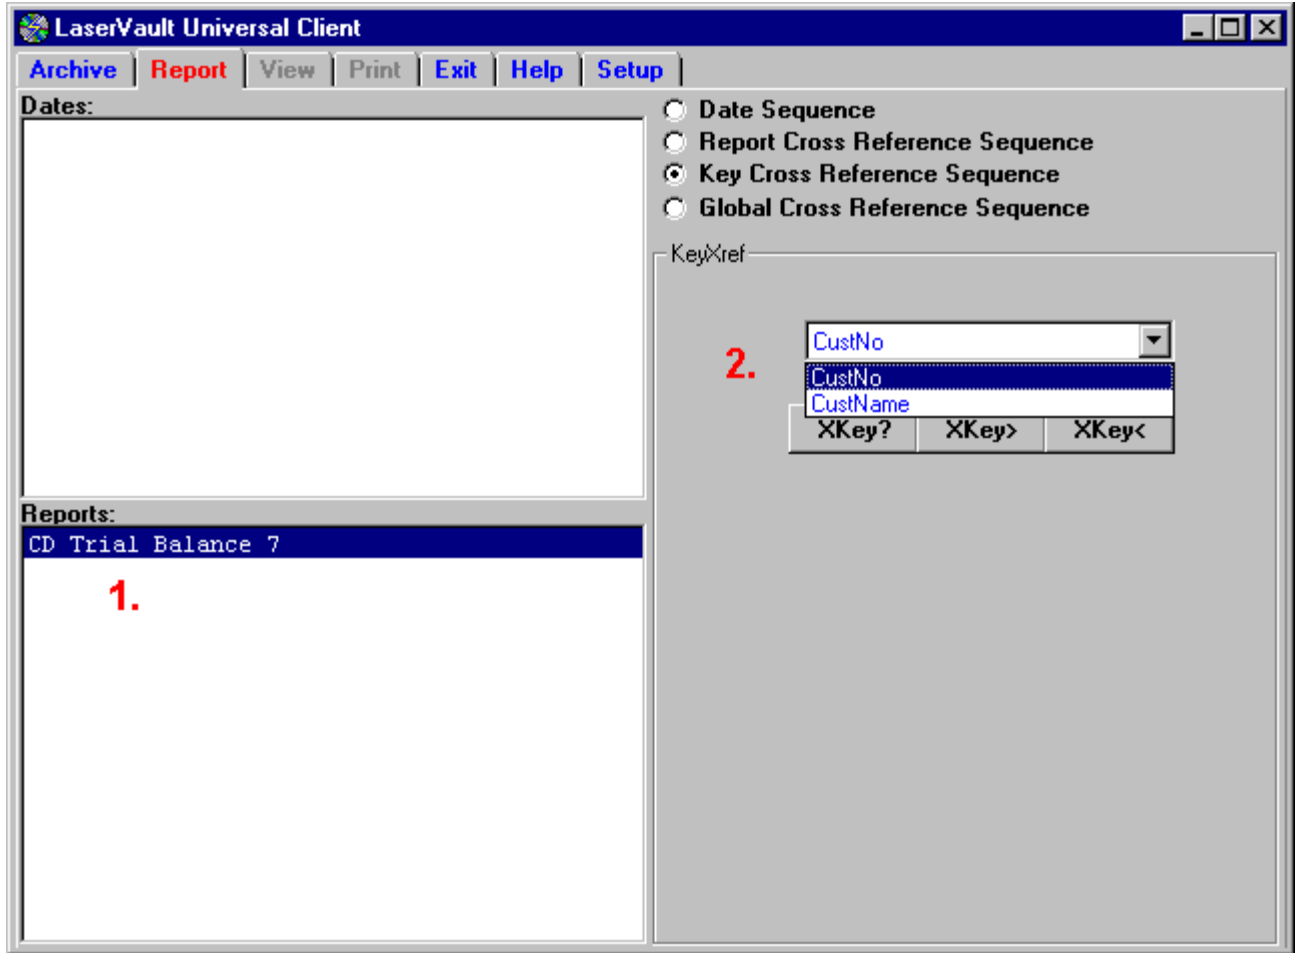 LaserVault Universal Client
Archive Report View Print Exit Help Setup
Dates:
Date Sequence
Report Cross Reference Sequence
Key Cross Reference Sequence
Global Cross Reference Sequence
KeyXref
CustNo
2.
CustNo
CustName
XKey? XKey> XKey<
Reports:
CD Trial Balance 7
1.